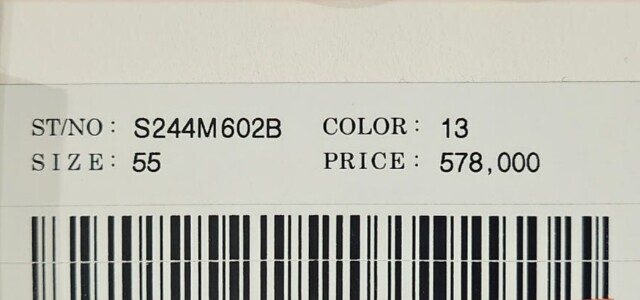 ST/NO : S244M602B COLOR : 13
SIZE : 55 PRICE : 578,000